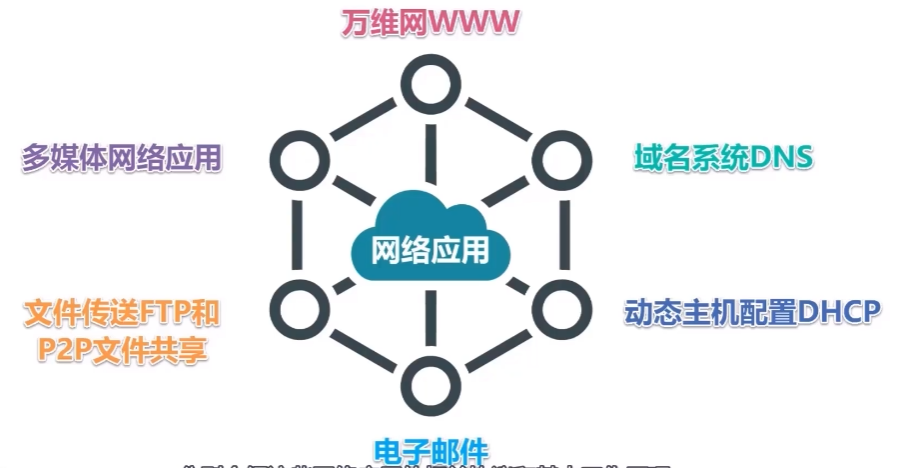 万维网WWW
多媒体网络应用
域名系统DNS
网络应用
文件传送FTP和
P2P文件共享
动态主机配置DHCP
电子邮件